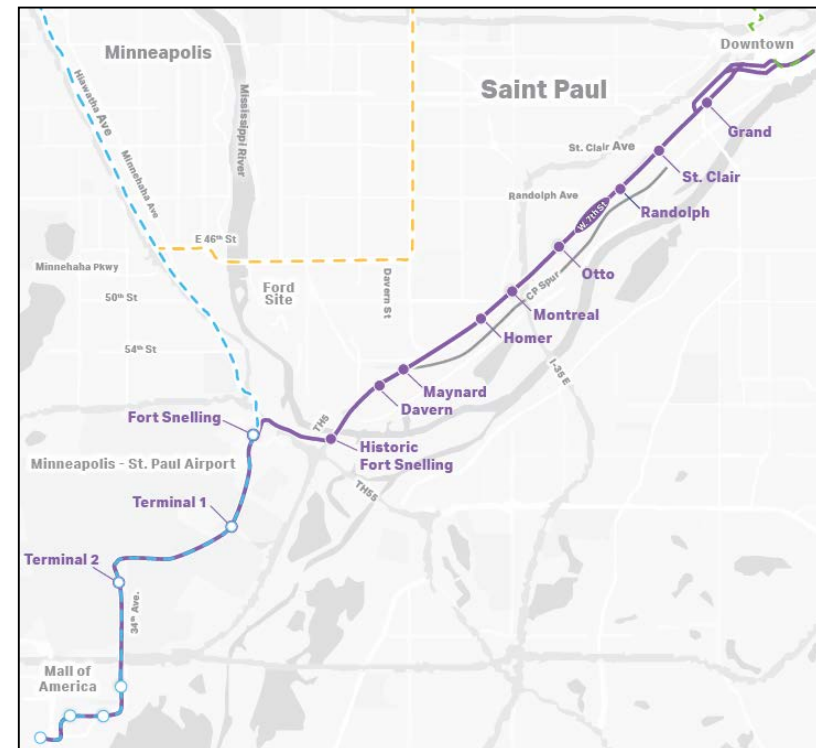 Minneapolis
Downtown
Saint Paul
Hiawatha Ave
Mississippi River
Grand
St. Clair Ave
St. Clair
Minnehaha Ave
Randolph Ave
Randolph
W. 7th St
E 46th St
Otto
Minnehaha Pkwy
Davern St
CP Spur
Ford
Site
50th St
Montreal
Homer
54th St
I-35 E
Maynard
Davern
Fort Snelling
TH5
Historic
Fort Snelling
Minneapolis - St. Paul Airport
TH55
Terminal 1
Terminal 2
34th Ave.
Mall of
America